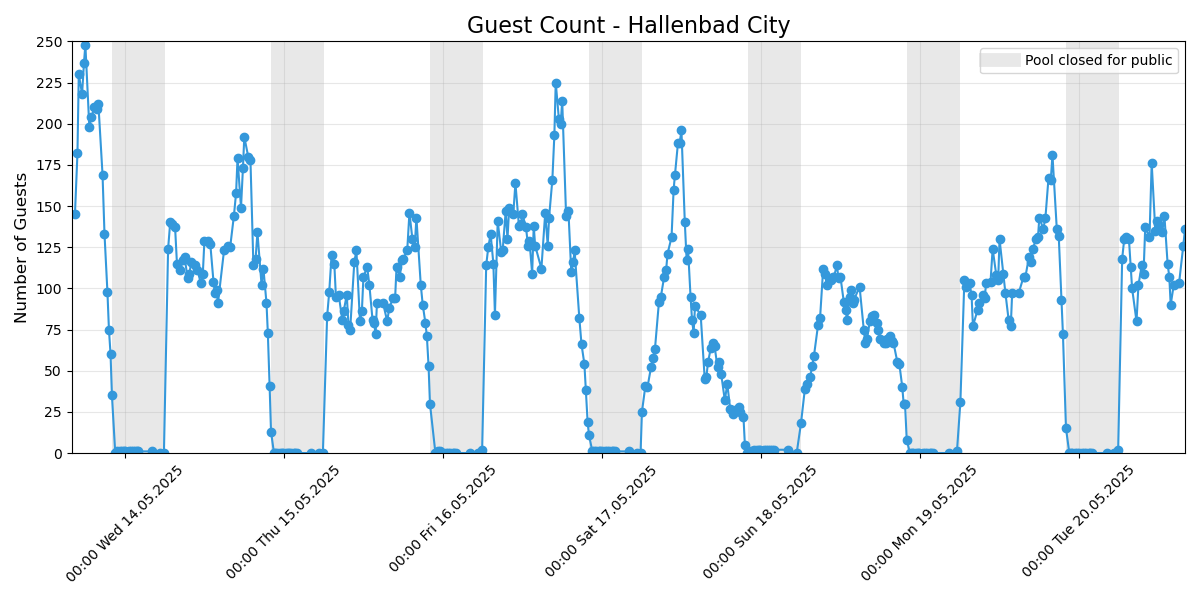 Guest Count - Hallenbad City
Pool closed for public
Number of Guests
250
225
200
175
150
125
100
75
50
25
0
00:00 Wed 14.05.2025
00:00 Thu 15.05.2025
00:00 Fri 16.05.2025
00:00 Sat 17.05.2025
00:00 Sun 18.05.2025
00:00 Mon 19.05.2025
00:00 Tue 20.05.2025